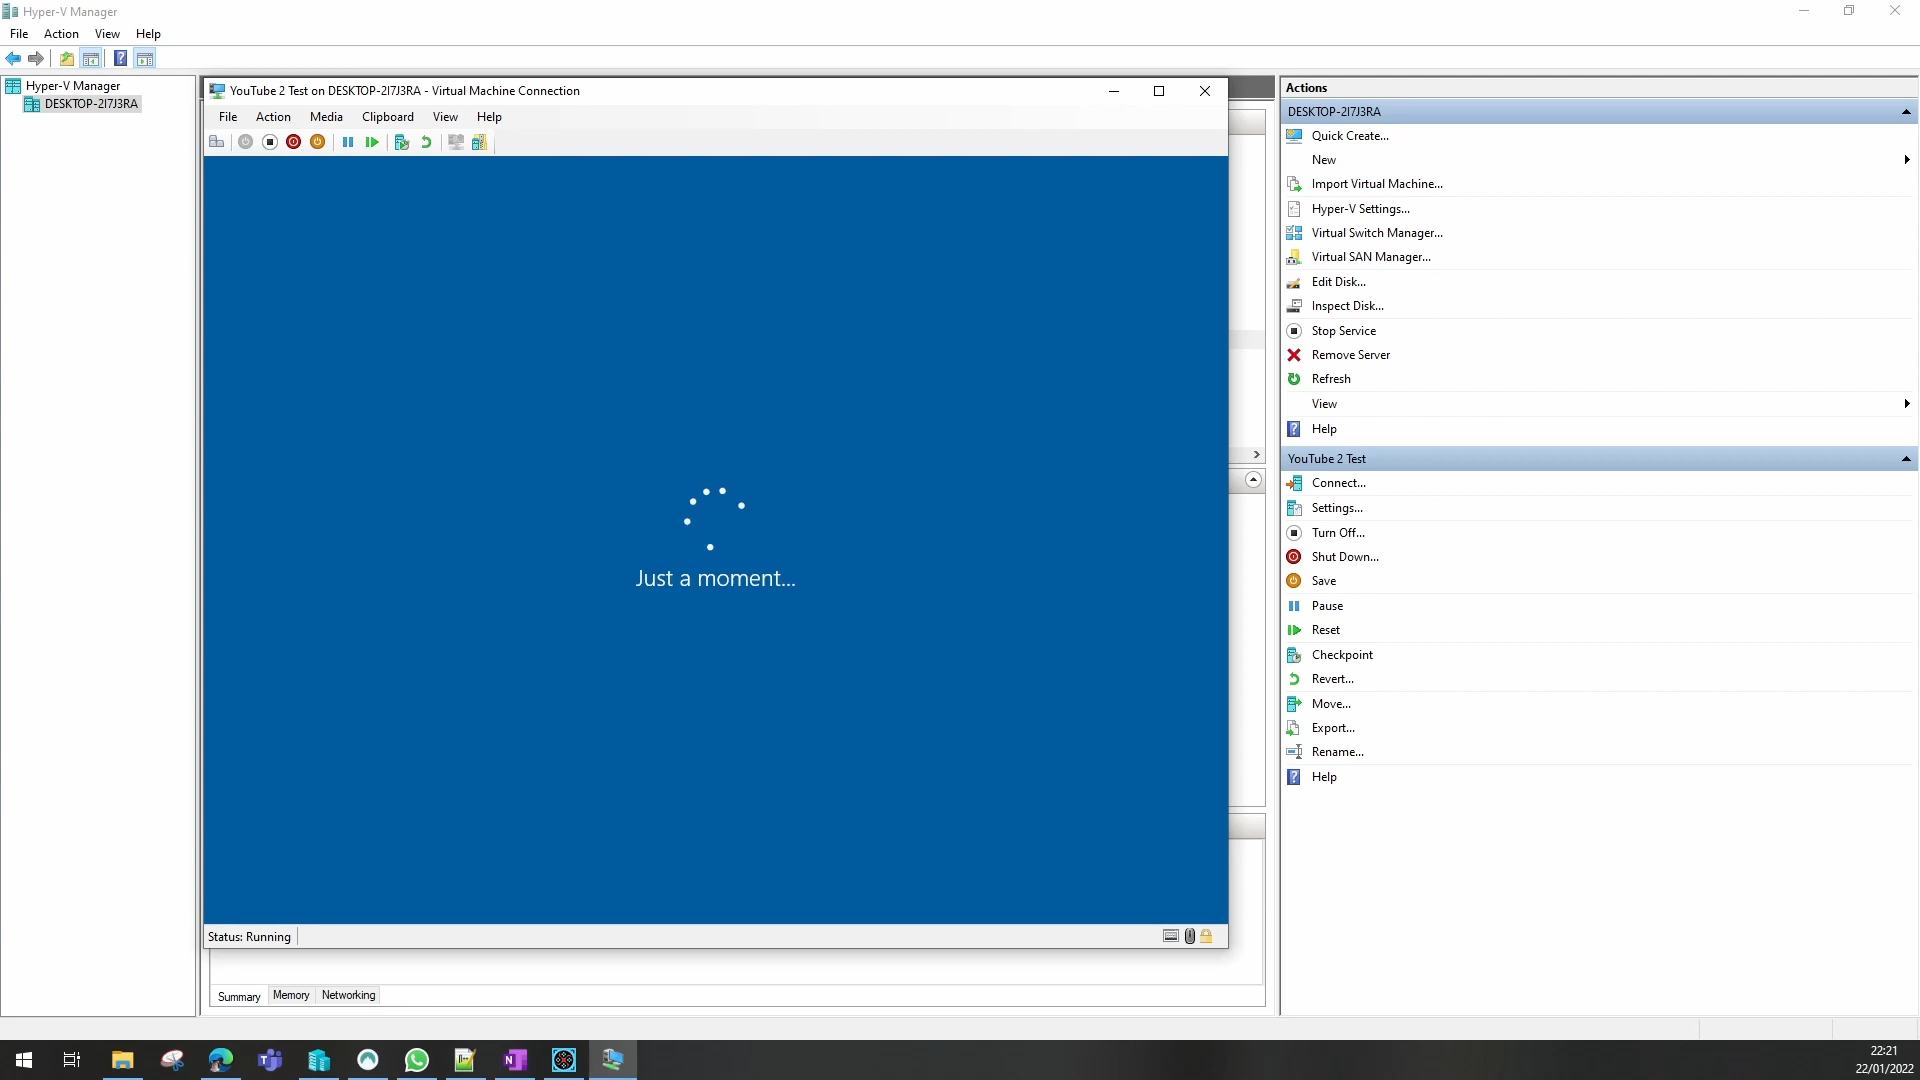 Hyper-V Manager
File Action View Help
Hyper-V Manager
DESKTOP-2I7J3RA
YouTube 2 Test on DESKTOP-2I7J3RA - Virtual Machine Connection
File Action Media Clipboard View Help
Just a moment...
Status: Running
Summary Memory Networking
Actions
DESKTOP-2I7J3RA
Quick Create...
New
Import Virtual Machine...
Hyper-V Settings...
Virtual Switch Manager...
Virtual SAN Manager...
Edit Disk...
Inspect Disk...
Stop Service
Remove Server
Refresh
View
Help
YouTube 2 Test
Connect...
Settings...
Turn Off...
Shut Down...
Save
Pause
Reset
Checkpoint
Revert...
Move...
Export...
Rename...
Help
22:21
22/01/2022